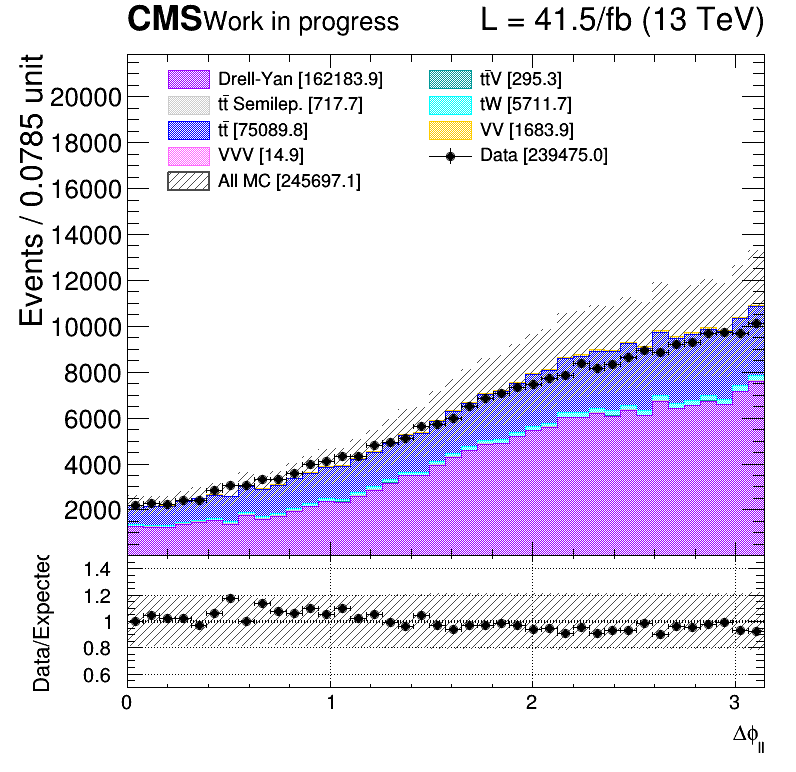 CMS Work in progress L = 41.5/fb (13 TeV)
Events / 0.0785 unit
Drell-Yan [162183.9]
tt̄ Semilep. [717.7]
tt̄ [75089.8]
VVV [14.9]
All MC [245697.1]
tt̄V [295.3]
tW [5711.7]
VV [1683.9]
Data [239475.0]
20000
18000
16000
14000
12000
10000
8000
6000
4000
2000
Data/Expected
1.4
1.2
1
0.8
0.6
0 1 2 3
Δϕll